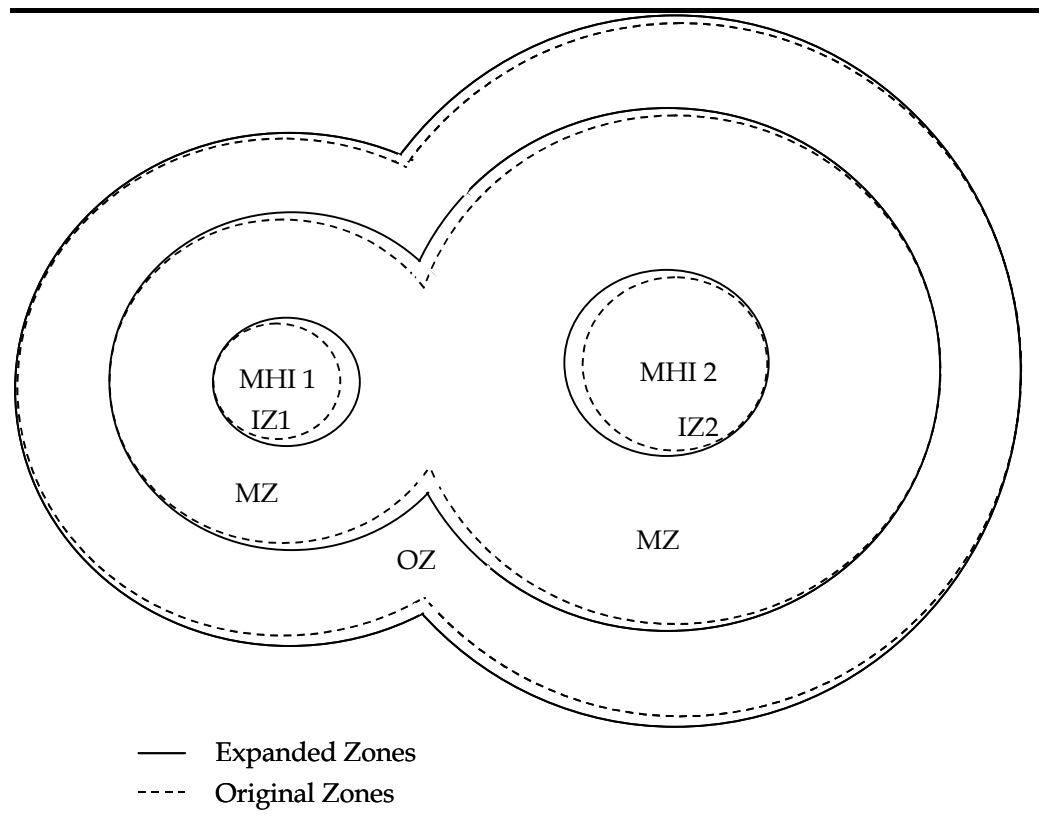 MHI 1
IZ1
MHI 2
IZ2
MZ
MZ
OZ
Expanded Zones
Original Zones